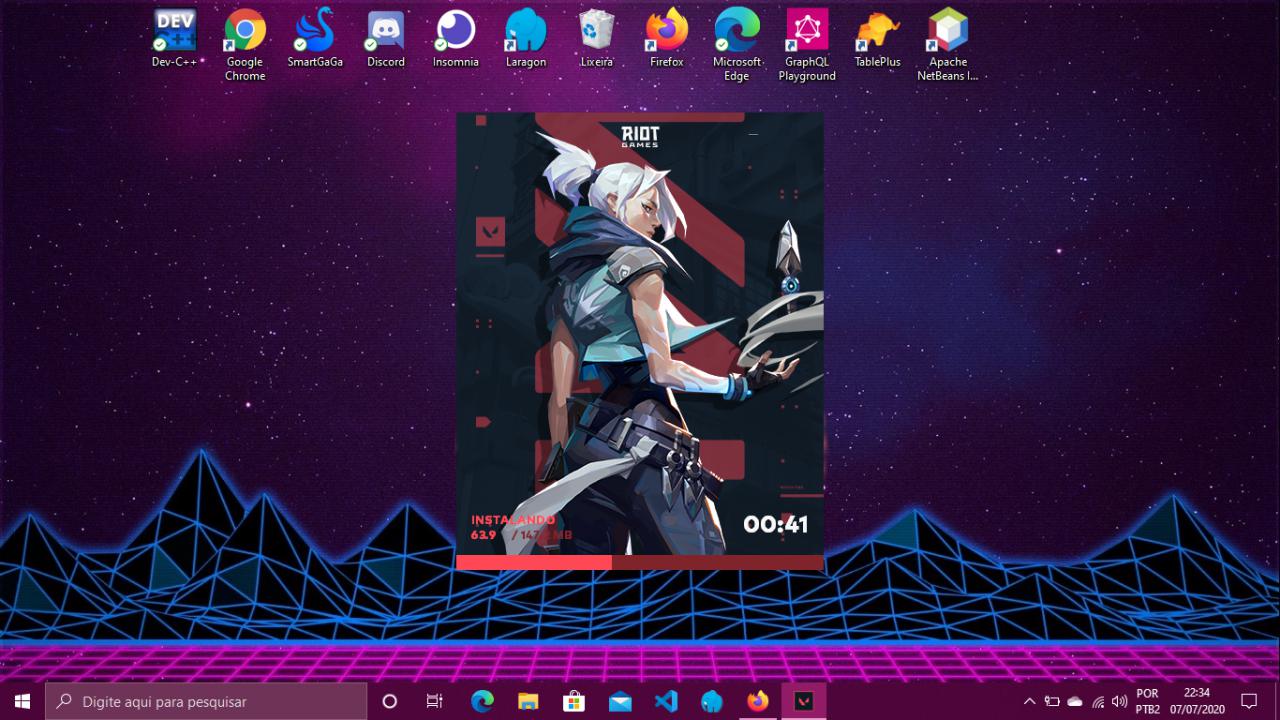 DEV
C++
Dev-C++
Google
Chrome
SmartGaGa
Discord
Insomnia
Laragon
Lixeira
Firefox
Microsoft
Edge
GraphQL
Playground
TablePlus
Apache
NetBeans I...
RIOT
GAMES
INSTALANDO
63.9 / 147.2 MB
00:41
Digite aqui para pesquisar
POR
PTB2
22:34
07/07/2020